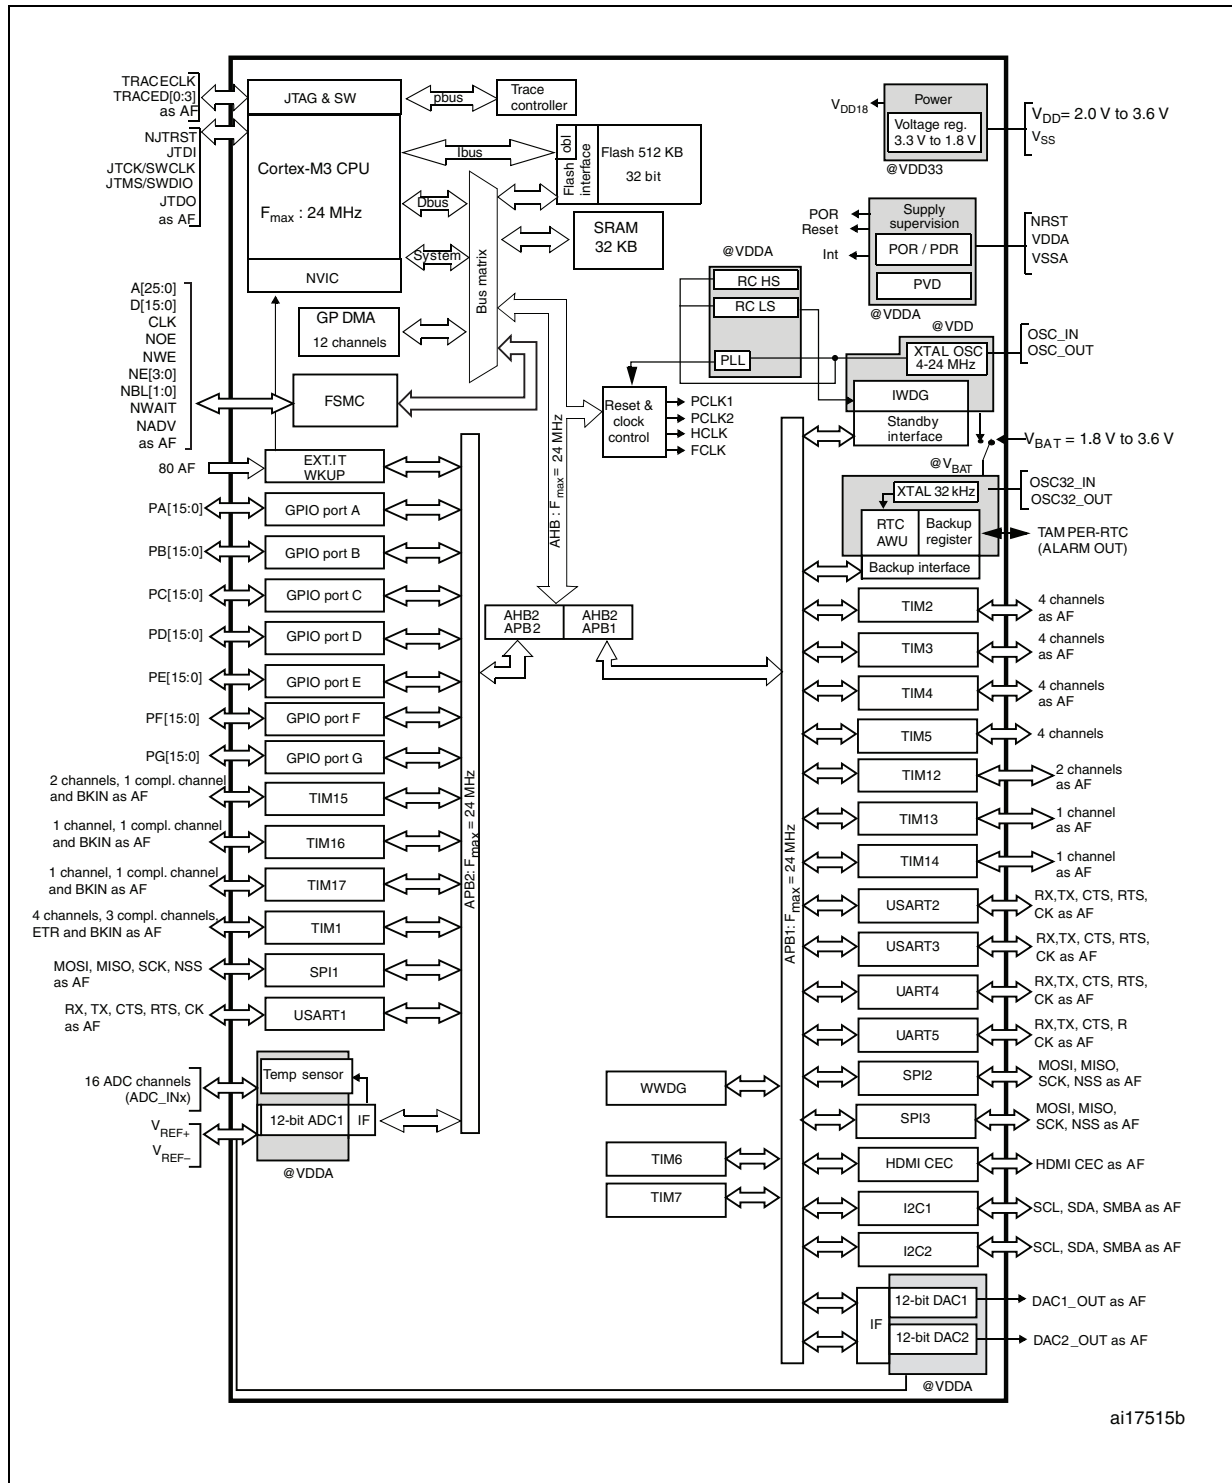 TRACECLK
TRACED[0:3]
as AF
NJTRST
JTDI
JTCK/SWCLK
JTMS/SWDIO
JTDO
as AF
JTAG & SW
pbus
Trace
controller
Cortex-M3 CPU
Fmax : 24 MHz
NVIC
Ibus
Dbus
System
Flash obl
interface
Flash 512 KB
32 bit
SRAM
32 KB
Bus matrix
GP DMA
12 channels
FSMC
A[25:0]
D[15:0]
CLK
NOE
NWE
NE[3:0]
NBL[1:0]
NWAIT
NADV
as AF
VDD18
Power
Voltage reg.
3.3 V to 1.8 V
@VDD33
VDD= 2.0 V to 3.6 V
VSS
POR
Reset
Int
Supply
supervision
POR / PDR
PVD
@VDDA
NRST
VDDA
VSSA
@VDDA
RC HS
RC LS
PLL
@VDD
XTAL OSC
4-24 MHz
IWDG
Standby
interface
OSC_IN
OSC_OUT
Reset &
clock
control
PCLK1
PCLK2
HCLK
FCLK
VBAT = 1.8 V to 3.6 V
@VBAT
XTAL 32 kHz
RTC
AWU
Backup
register
Backup interface
OSC32_IN
OSC32_OUT
TAMPER-RTC
(ALARM OUT)
AHB : Fmax = 24 MHz
AHB2
APB2
AHB2
APB1
80 AF
EXT.IT
WKUP
PA[15:0]
GPIO port A
PB[15:0]
GPIO port B
PC[15:0]
GPIO port C
PD[15:0]
GPIO port D
PE[15:0]
GPIO port E
PF[15:0]
GPIO port F
PG[15:0]
GPIO port G
2 channels, 1 compl. channel
and BKIN as AF
TIM15
1 channel, 1 compl. channel
and BKIN as AF
TIM16
1 channel, 1 compl. channel
and BKIN as AF
TIM17
4 channels, 3 compl. channels,
ETR and BKIN as AF
TIM1
MOSI, MISO, SCK, NSS
as AF
SPI1
RX, TX, CTS, RTS, CK
as AF
USART1
16 ADC channels
(ADC_INx)
Temp sensor
VREF+
VREF–
12-bit ADC1
IF
@VDDA
APB2: Fmax = 24 MHz
WWDG
TIM6
TIM7
APB1: Fmax = 24 MHz
TIM2
4 channels
as AF
TIM3
4 channels
as AF
TIM4
4 channels
as AF
TIM5
4 channels
TIM12
2 channels
as AF
TIM13
1 channel
as AF
TIM14
1 channel
as AF
USART2
RX,TX, CTS, RTS,
CK as AF
USART3
RX,TX, CTS, RTS,
CK as AF
UART4
RX,TX, CTS, RTS,
CK as AF
UART5
RX,TX, CTS, R
CK as AF
SPI2
MOSI, MISO,
SCK, NSS as AF
SPI3
MOSI, MISO,
SCK, NSS as AF
HDMI CEC
HDMI CEC as AF
I2C1
SCL, SDA, SMBA as AF
I2C2
SCL, SDA, SMBA as AF
IF
12-bit DAC1
DAC1_OUT as AF
12-bit DAC2
DAC2_OUT as AF
@VDDA
ai17515b